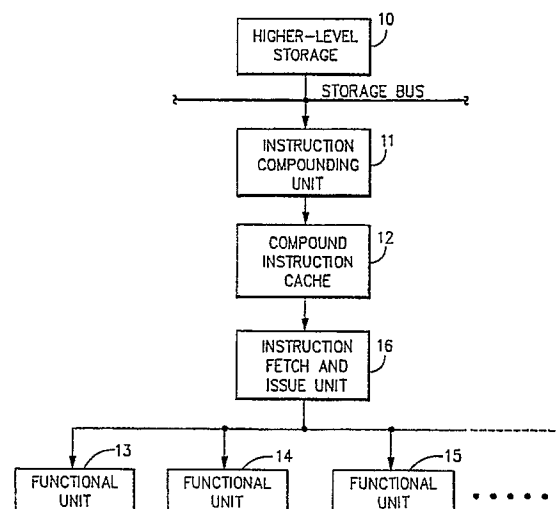 10
HIGHER-LEVEL
STORAGE
STORAGE BUS
11
INSTRUCTION
COMPOUNDING
UNIT
12
COMPOUND
INSTRUCTION
CACHE
16
INSTRUCTION
FETCH AND
ISSUE UNIT
13
14
15
FUNCTIONAL
UNIT
FUNCTIONAL
UNIT
FUNCTIONAL
UNIT